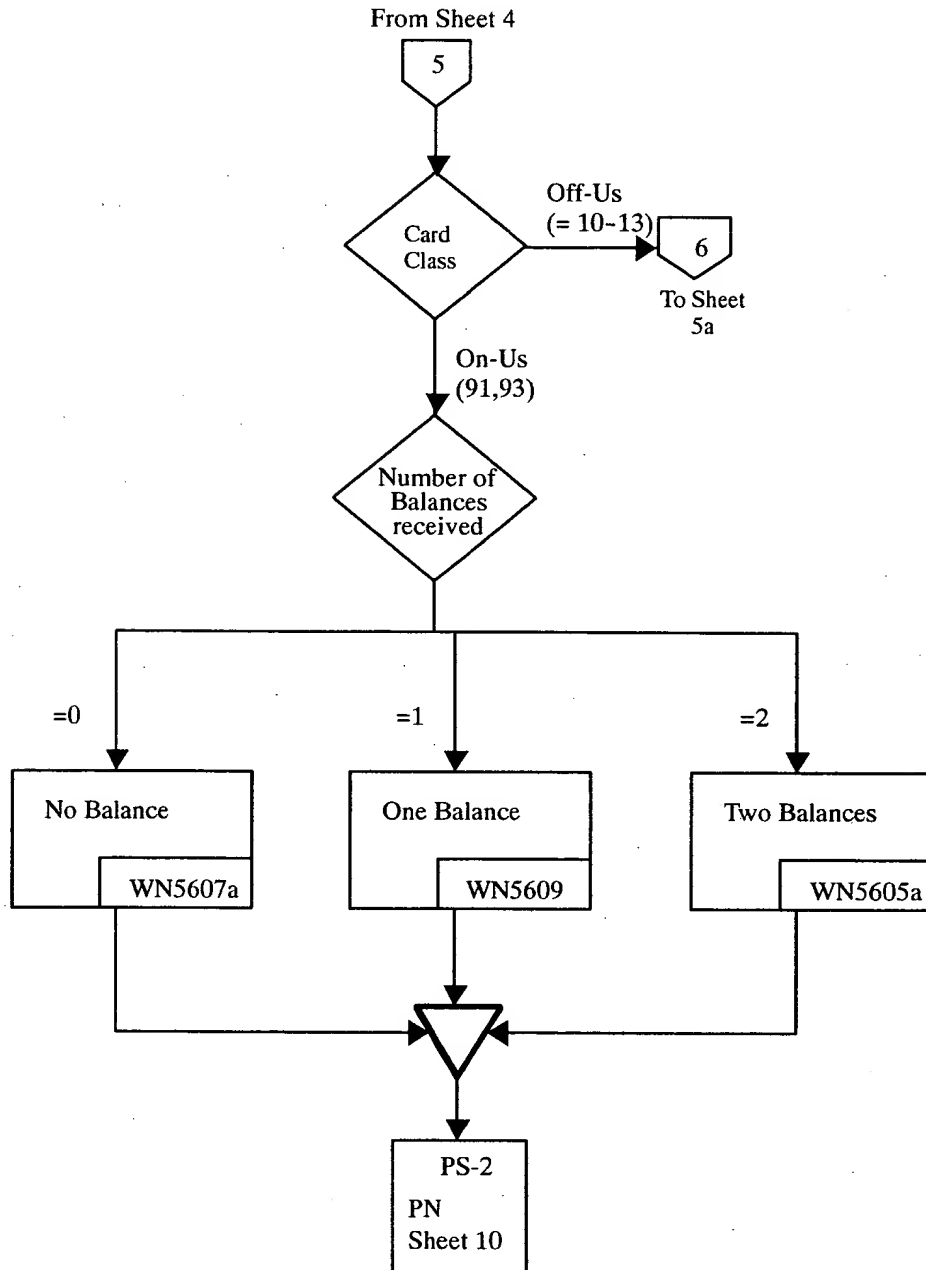 From Sheet 4
5
Card
Class
Off-Us
(= 10-13)
6
To Sheet
5a
On-Us
(91,93)
Number of
Balances
received
=0
=1
=2
No Balance
WN5607a
One Balance
WN5609
Two Balances
WN5605a
PS-2
PN
Sheet 10